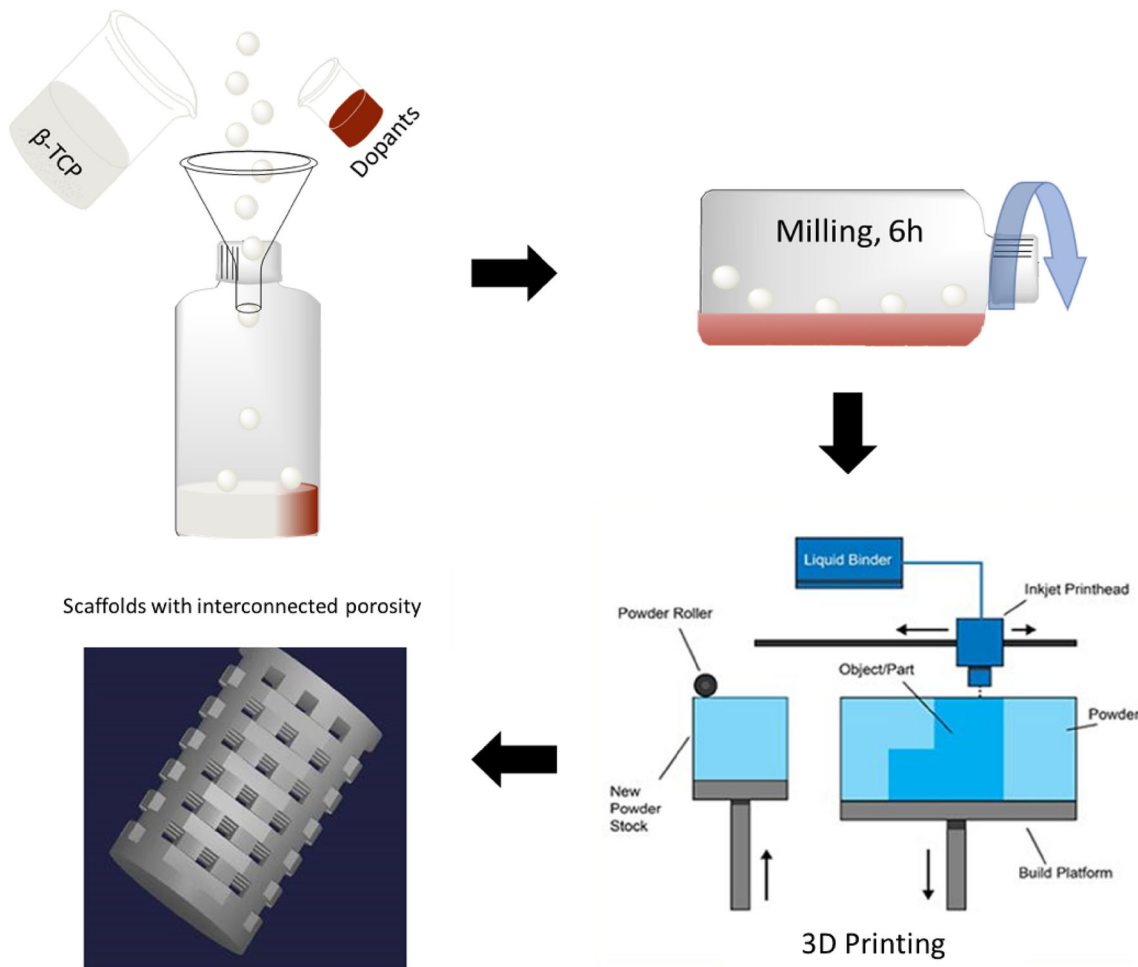 β-TCP
Dopants
Milling, 6h
Liquid Binder
Inkjet Printhead
Powder Roller
Object/Part
Powder
New
Powder
Stock
Build Platform
3D Printing
Scaffolds with interconnected porosity